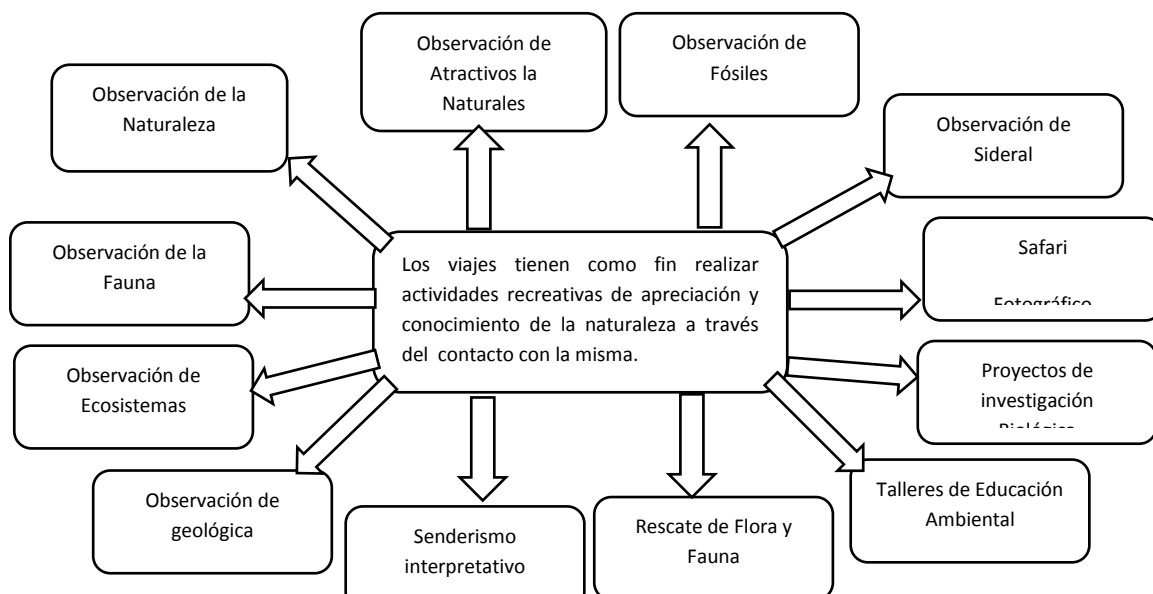 Observación de
Atractivos la
Naturales
Observación de
Fósiles
Observación de la
Naturaleza
Observación de
Sideral
Observación de la
Fauna
Los viajes tienen como fin realizar
actividades recreativas de apreciación y
conocimiento de la naturaleza a través
del contacto con la misma.
Safari
Fotográfico
Observación de
Ecosistemas
Proyectos de
investigación
Biológica
Observación de
geológica
Senderismo
interpretativo
Rescate de Flora y
Fauna
Talleres de Educación
Ambiental